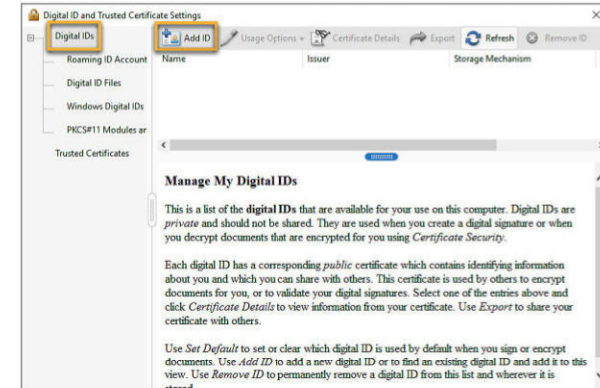 Digital ID and Trusted Certificate Settings
Digital IDs
Add ID
Usage Options
Certificate Details
Export
Refresh
Remove ID
Roaming ID Account
Name
Issuer
Storage Mechanism
Digital ID Files
Windows Digital IDs
PKCS#11 Modules ar
Trusted Certificates
Manage My Digital IDs
This is a list of the digital IDs that are available for your use on this computer. Digital IDs are
private and should not be shared. They are used when you create a digital signature or when
you decrypt documents that are encrypted for you using Certificate Security.
Each digital ID has a corresponding public certificate which contains identifying information
about you and which you can share with others. This certificate is used by others to encrypt
documents for you, or to validate your digital signatures. Select one of the entries above and
click Certificate Details to view information from your certificate. Use Export to share your
certificate with others.
Use Set Default to set or clear which digital ID is used by default when you sign or encrypt
documents. Use Add ID to add a new digital ID or to find an existing digital ID and add it to this
view. Use Remove ID to permanently remove a digital ID from this list and wherever it is
stored